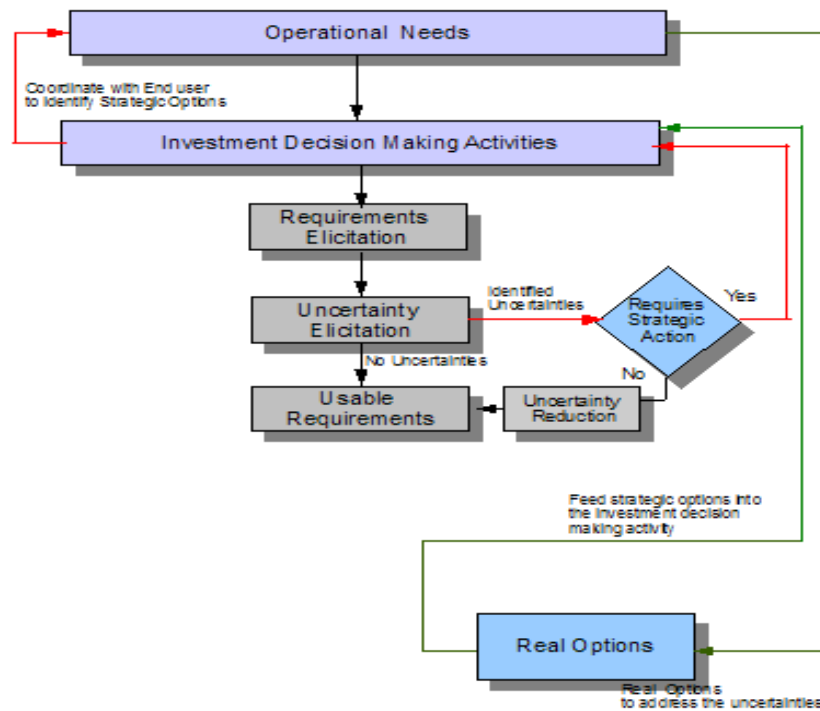 Operational Needs
Coordinate with End user
to Identify Strategic Options
Investment Decision Making Activities
Requirements
Elicitation
Identified
Uncertainties
Uncertainty
Elicitation
Requires
Strategic
Action
Yes
No Uncertainties
No
Usable
Requirements
Uncertainty
Reduction
Feed strategic options into
the investment decision
making activity
Real Options
Real Options
to address the uncertainties